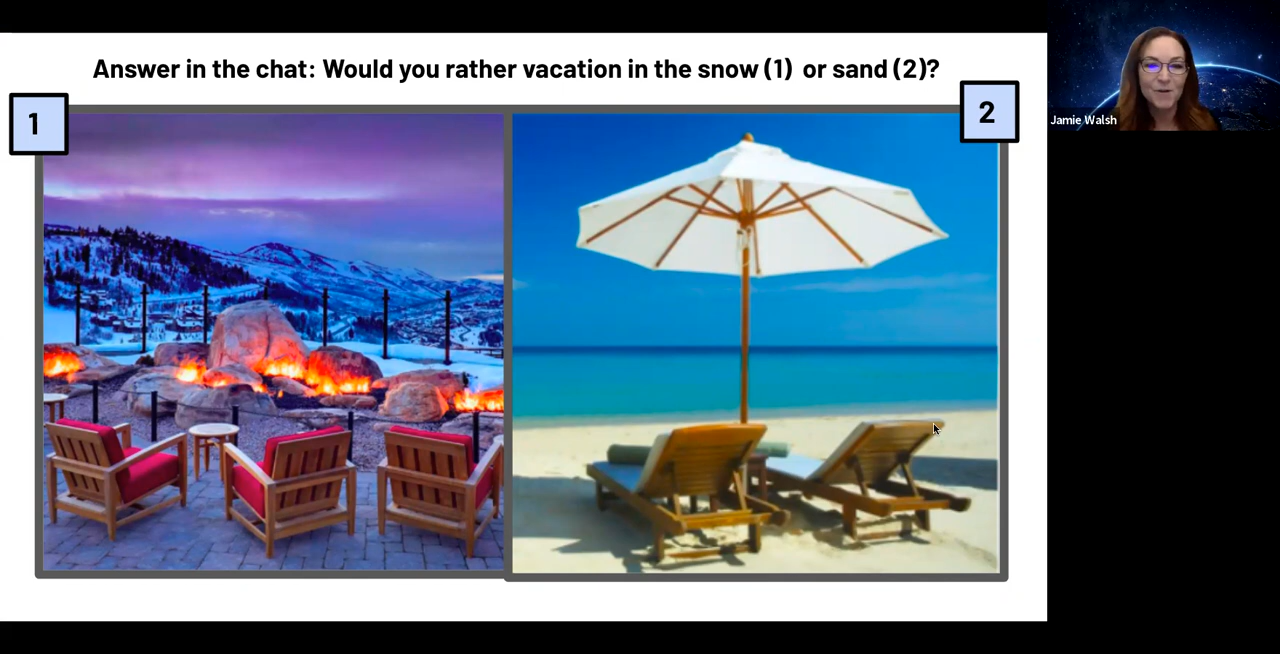 Answer in the chat: Would you rather vacation in the snow (1) or sand (2)?
1
2
Jamie Walsh